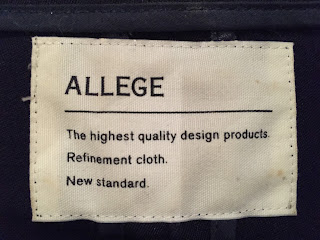 ALLEGE
The highest quality design products.
Refinement cloth.
New standard.